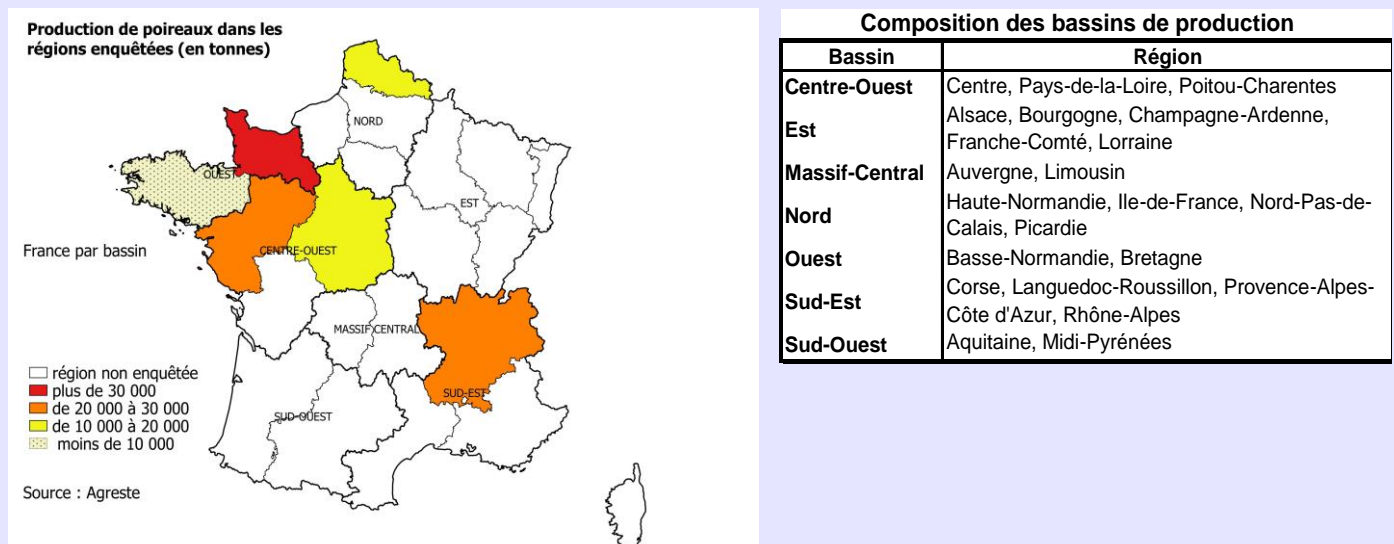 Production de poireaux dans les
régions enquêtées (en tonnes)
NORD
OUEST
EST
France par bassin
CENTRE-OUEST
MASSIF CENTRAL
région non enquêtée
plus de 30 000
SUD-EST
de 20 000 à 30 000
SUD-OUEST
de 10 000 à 20 000
moins de 10 000
Source : Agreste
Composition des bassins de production
Bassin Région
Centre-Ouest Centre, Pays-de-la-Loire, Poitou-Charentes
Est Alsace, Bourgogne, Champagne-Ardenne,
Franche-Comté, Lorraine
Massif-Central Auvergne, Limousin
Nord Haute-Normandie, Ile-de-France, Nord-Pas-de-
Calais, Picardie
Ouest Basse-Normandie, Bretagne
Sud-Est Corse, Languedoc-Roussillon, Provence-Alpes-
Côte d'Azur, Rhône-Alpes
Sud-Ouest Aquitaine, Midi-Pyrénées